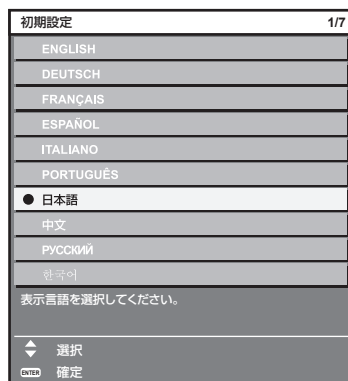 初期設定 1/7
ENGLISH
DEUTSCH
FRANÇAIS
ESPAÑOL
ITALIANO
PORTUGUÊS
日本語
中文
РУССКИЙ
한국어
表示言語を選択してください。
選択
ENTER 確定